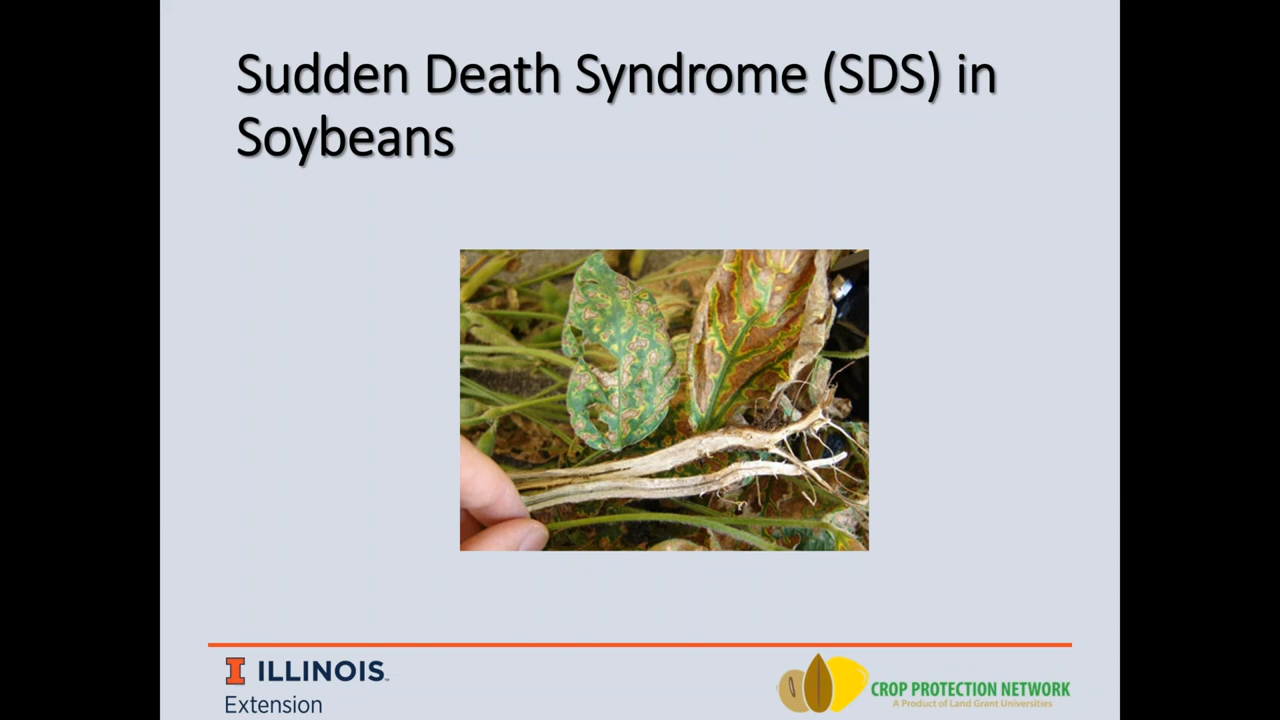 Sudden Death Syndrome (SDS) in
Soybeans
I ILLINOIS
Extension
CROP PROTECTION NETWORK
A Product of Land Grant Universities